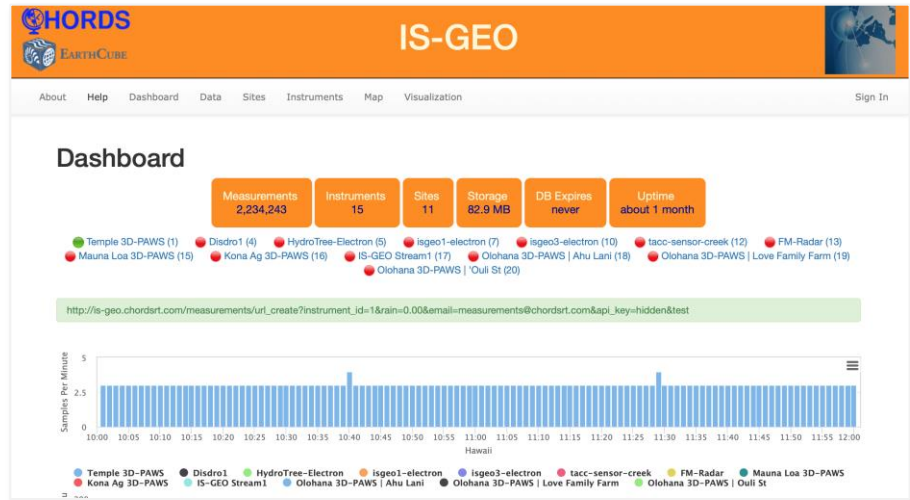 CHORDS
EARTHCUBE
IS-GEO
About Help Dashboard Data Sites Instruments Map Visualization Sign In
Dashboard
Measurements Instruments Sites Storage DB Expires Uptime
2,234,243 15 11 82.9 MB never about 1 month
Temple 3D-PAWS (1) Disdro1 (4) HydroTree-Electron (5) isgeo1-electron (7) isgeo3-electron (10) tacc-sensor-creek (12) FM-Radar (13)
Mauna Loa 3D-PAWS (15) Kona Ag 3D-PAWS (16) IS-GEO Stream1 (17) Olohana 3D-PAWS | Ahu Lani (18) Olohana 3D-PAWS | Love Family Farm (19)
Olohana 3D-PAWS | 'Ouli St (20)
http://is-geo.chordsrt.com/measurements/url_create?instrument_id=1&rain=0.00&email=measurements@chordsrt.com&api_key=hidden&test
Samples Per Minute
5
2.5
0
10:00 10:05 10:10 10:15 10:20 10:25 10:30 10:35 10:40 10:45 10:50 10:55 11:00 11:05 11:10 11:15 11:20 11:25 11:30 11:35 11:40 11:45 11:50 11:55 12:00
Hawaii
Temple 3D-PAWS Disdro1 HydroTree-Electron isgeo1-electron isgeo3-electron tacc-sensor-creek FM-Radar Mauna Loa 3D-PAWS
Kona Ag 3D-PAWS IS-GEO Stream1 Olohana 3D-PAWS | Ahu Lani Olohana 3D-PAWS | Love Family Farm Olohana 3D-PAWS | Ouli St